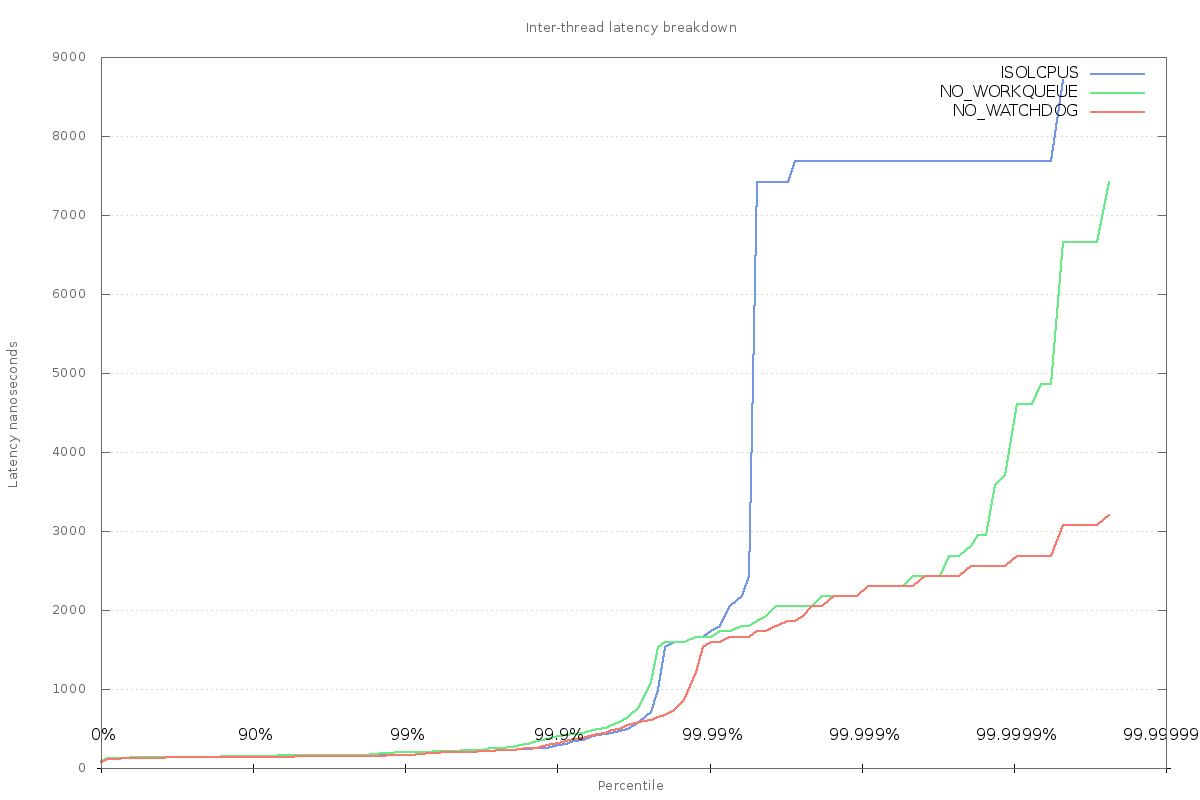 Inter-thread latency breakdown
9000
ISOLCPUS
NO_WORKQUEUE
NO_WATCHDOG
8000
7000
6000
5000
4000
3000
2000
1000
0
Latency nanoseconds
0% 90% 99% 99.9% 99.99% 99.999% 99.9999% 99.99999
Percentile